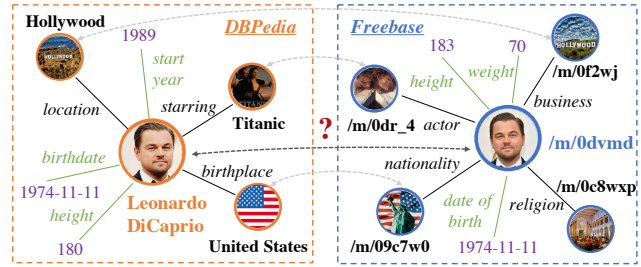 Hollywood
1989
DBPedia
start
year
location
starring
Titanic
TITANIC
birthdate
birthplace
1974-11-11
height
Leonardo
DiCaprio
180
United States
?
Freebase
183
70
HOLLYWOOD
/m/0f2wj
height
weight
business
/m/0dr_4
actor
/m/0dvmd
nationality
/m/0c8wxp
date of
birth
religion
/m/09c7w0
1974-11-11